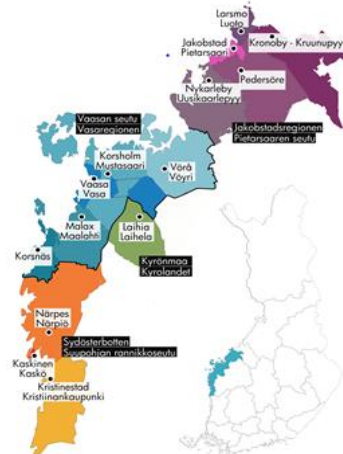 Larsmo
Luoto
Jakobstad
Pietarsaari
Kronoby - Kruunupyy
Pedersöre
Nykarleby
Uusikaarlepyy
Jakobstadsregionen
Pietarsaaren seutu
Vaasan seutu
Vasaregionen
Korsholm
Mustasaari
Vörå
Vöyri
Vaasa
Vasa
Malax
Maalahti
Laihia
Laihela
Korsnäs
Kyrönmaa
Kyrolandet
Närpes
Närpiö
Sydösterbotten
Suupohjan rannikkoseutu
Kaskinen
Kaskö
Kristinestad
Kristiinankaupunki